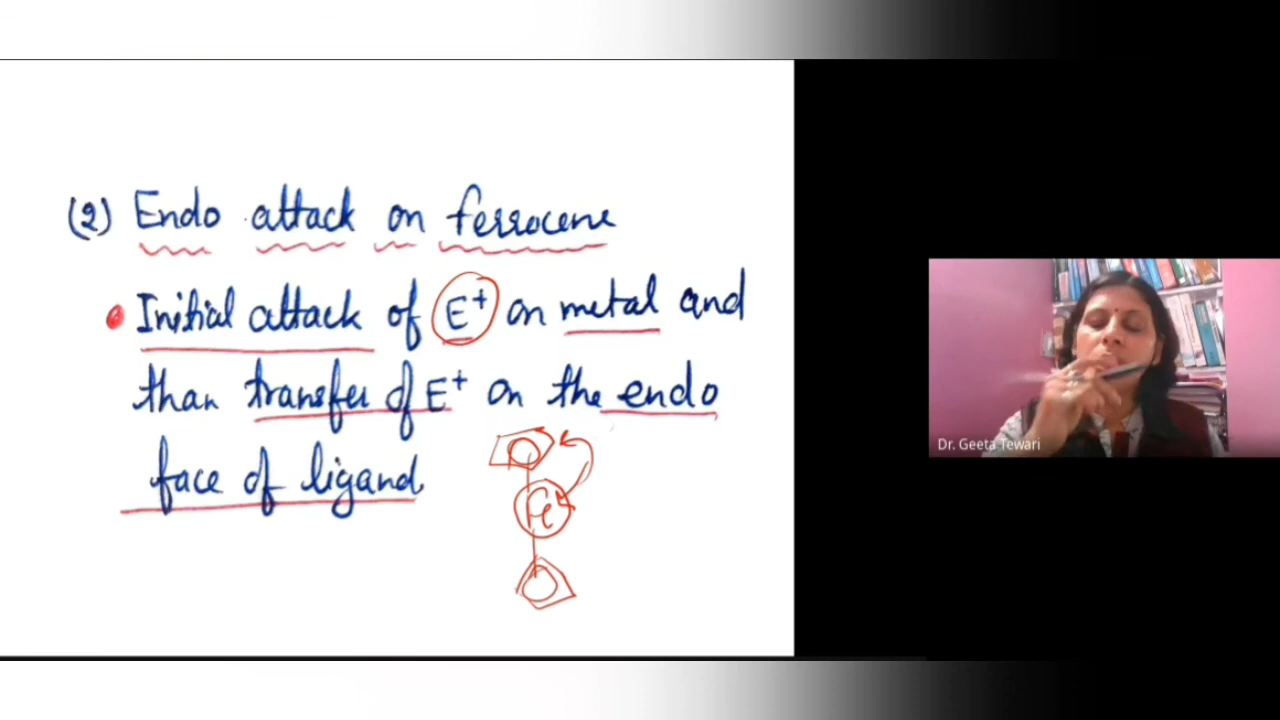 (2) Endo attack on ferrocene
Initial attack of E+ on metal and
than transfer of E+ on the endo
face of ligand
Fe
Dr. Geeta Tewari